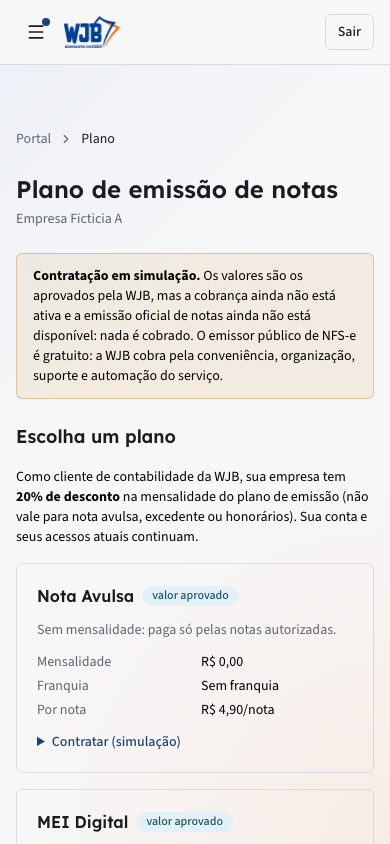 WJB
assessoria contábil
Sair
Portal > Plano
Plano de emissão de notas
Empresa Ficticia A
Contratação em simulação. Os valores são os
aprovados pela WJB, mas a cobrança ainda não está
ativa e a emissão oficial de notas ainda não está
disponível: nada é cobrado. O emissor público de NFS-e
é gratuito: a WJB cobra pela conveniência, organização,
suporte e automação do serviço.
Escolha um plano
Como cliente de contabilidade da WJB, sua empresa tem
20% de desconto na mensalidade do plano de emissão (não
vale para nota avulsa, excedente ou honorários). Sua conta e
seus acessos atuais continuam.
Nota Avulsa valor aprovado
Sem mensalidade: paga só pelas notas autorizadas.
Mensalidade R$ 0,00
Franquia Sem franquia
Por nota R$ 4,90/nota
Contratar (simulação)
MEI Digital valor aprovado